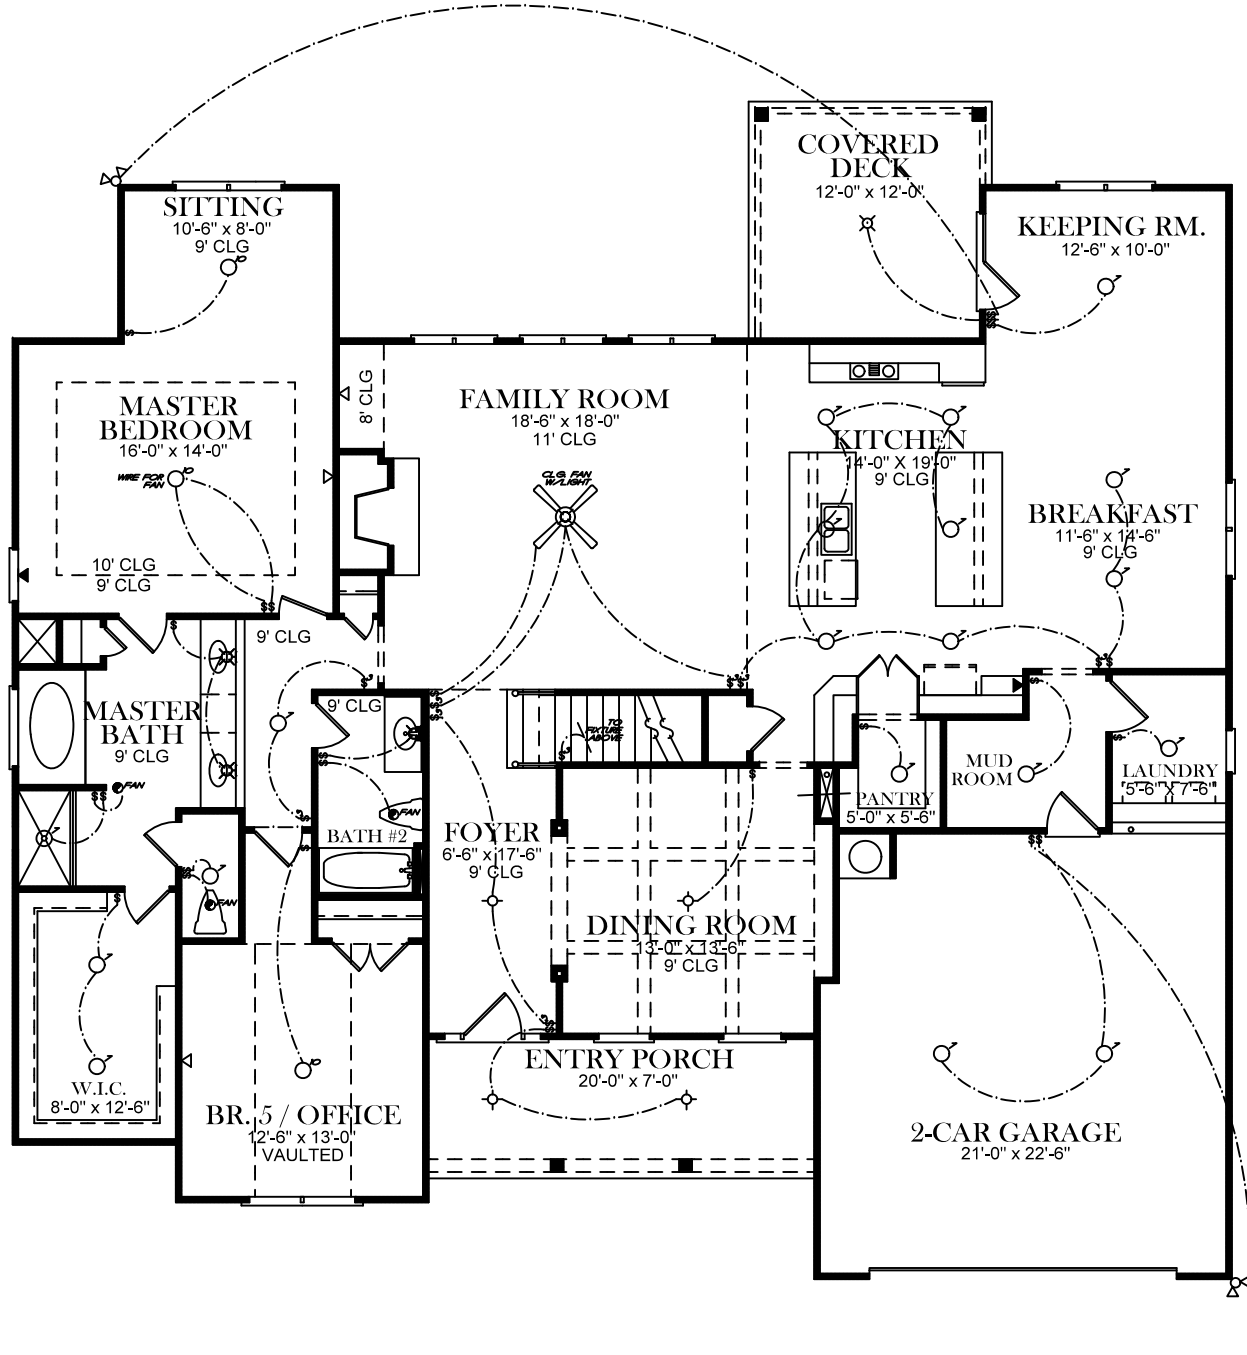 COVERED
DECK
12'-0" x 12'-0"
SITTING
10'-6" x 8'-0"
9' CLG
KEEPING RM.
12'-6" x 10'-0"
MASTER
BEDROOM
16'-0" x 14'-0"
WIRE FOR
FAN
10' CLG
9' CLG
8' CLG
FAMILY ROOM
18'-6" x 18'-0"
11' CLG
CLG. FAN
W/LIGHT
KITCHEN
14'-0" X 19'-0"
9' CLG
BREAKFAST
11'-6" x 14'-6"
9' CLG
9' CLG
9' CLG
MASTER
BATH
9' CLG
FAN
TO
FIXTURE
ABOVE
MUD
ROOM
LAUNDRY
5'-6" x 7'-6"
PANTRY
5'-0" x 5'-6"
FAN
BATH #2
FOYER
6'-6" x 17'-6"
9' CLG
FAN
DINING ROOM
13'-0" x 13'-6"
9' CLG
W.I.C.
8'-0" x 12'-6"
ENTRY PORCH
20'-0" x 7'-0"
BR. 5 / OFFICE
12'-6" x 13'-0"
VAULTED
2-CAR GARAGE
21'-0" x 22'-6"